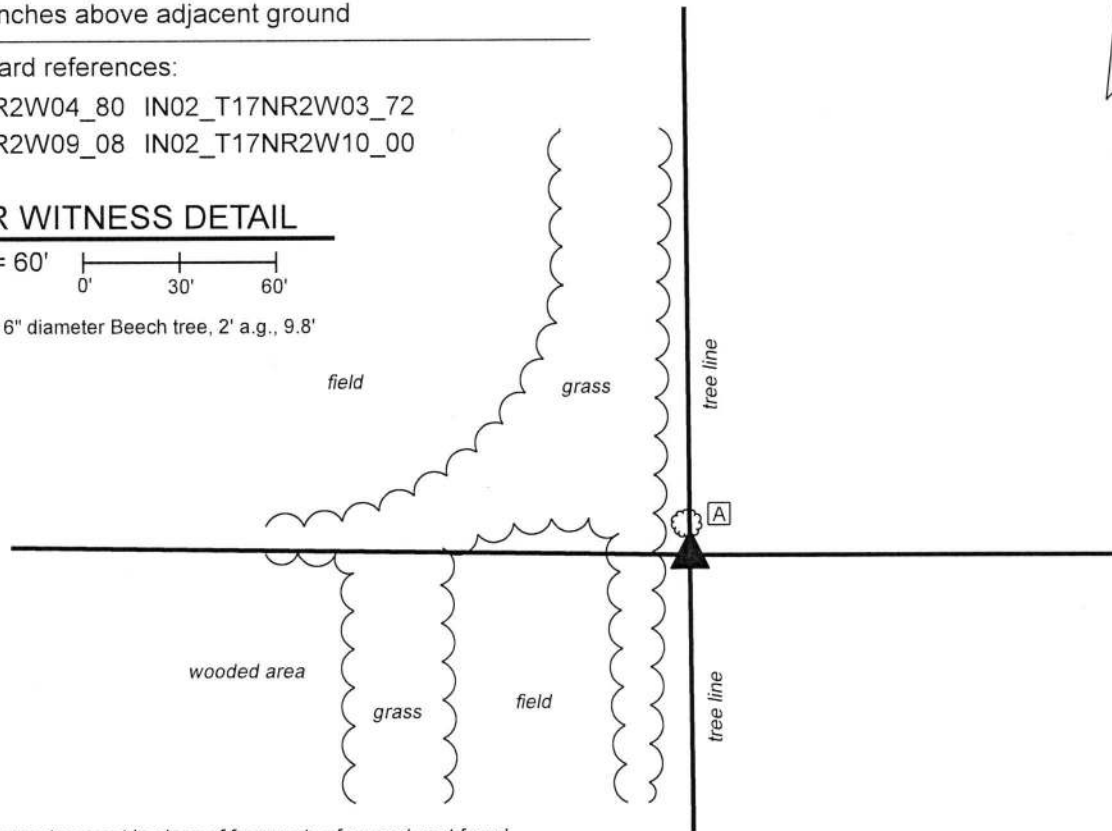 nches above adjacent ground
ard references:
R2W04_80 IN02_T17NR2W03_72
R2W09_08 IN02_T17NR2W10_00
R WITNESS DETAIL
= 60'
0' 30' 60'
6" diameter Beech tree, 2' a.g., 9.8'
field
grass
tree line
A
wooded area
grass
field
tree line